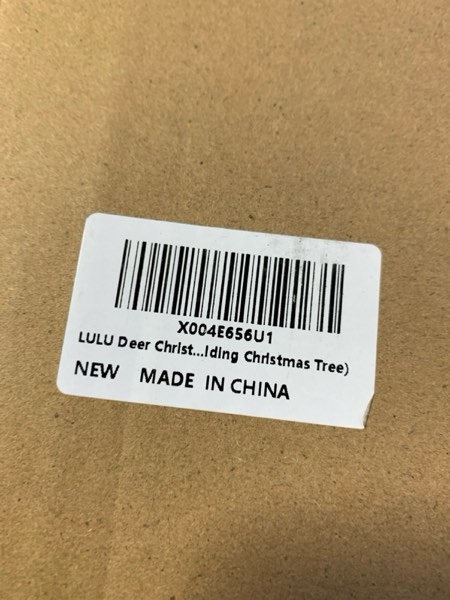 X004E656U1
LULU Deer Christ...lding Christmas Tree)
NEW MADE IN CHINA